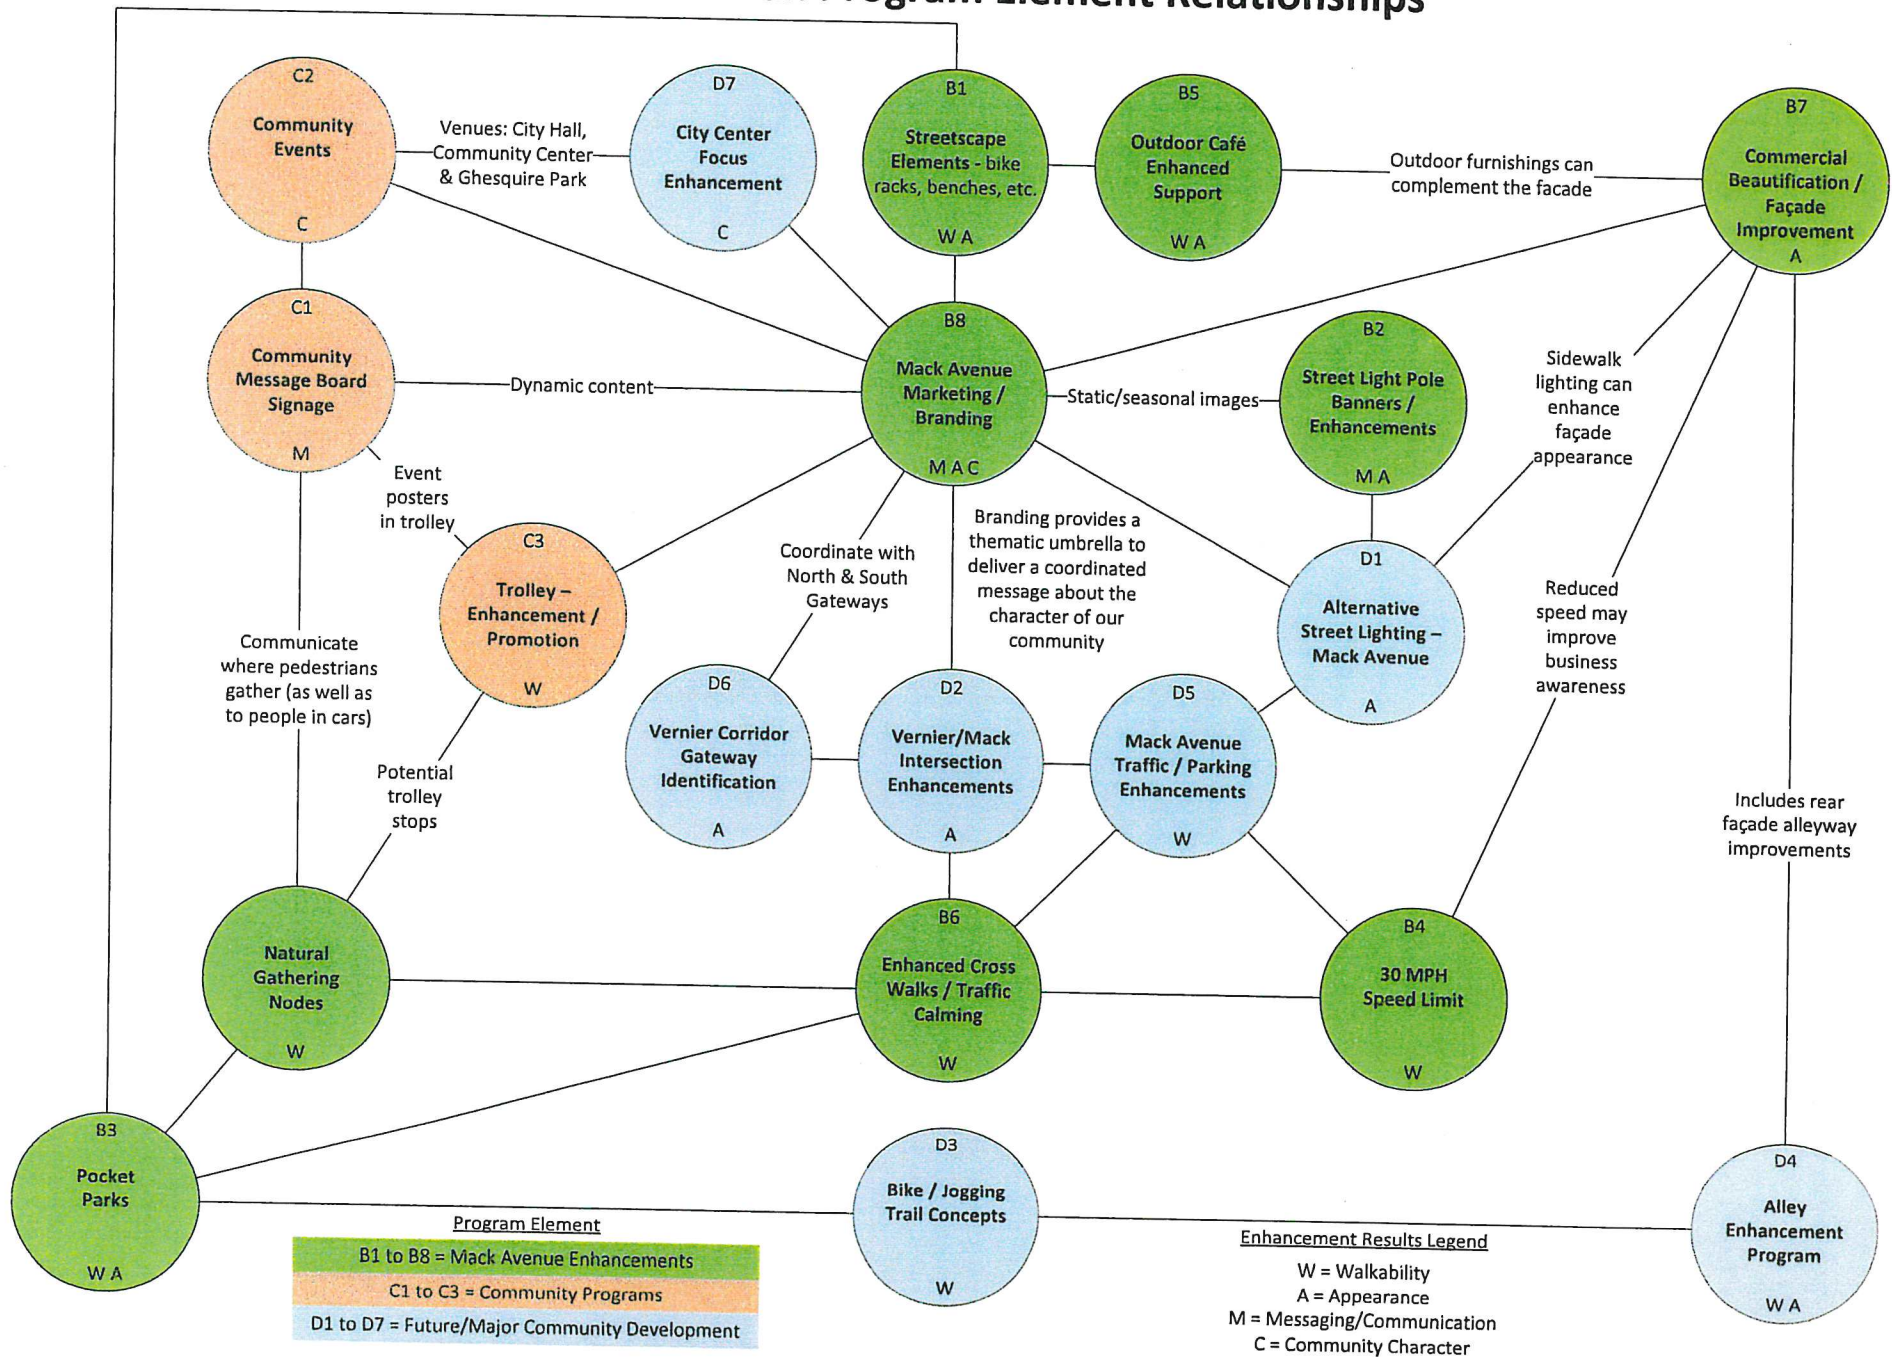 Program Element Relationships
C2
Community
Events
C
Venues: City Hall,
Community Center
& Ghesquire Park
D7
City Center
Focus
Enhancement
C
B1
Streetscape
Elements - bike
racks, benches, etc.
W A
B5
Outdoor Café
Enhanced
Support
W A
Outdoor furnishings can
complement the facade
B7
Commercial
Beautification /
Façade
Improvement
A
C1
Community
Message Board
Signage
M
Dynamic content
B8
Mack Avenue
Marketing /
Branding
M A C
Static/seasonal images
B2
Street Light Pole
Banners /
Enhancements
M A
Sidewalk
lighting can
enhance
façade
appearance
Event
posters
in trolley
C3
Trolley –
Enhancement /
Promotion
W
Coordinate with
North & South
Gateways
Branding provides a
thematic umbrella to
deliver a coordinated
message about the
character of our
community
D1
Alternative
Street Lighting –
Mack Avenue
A
Reduced
speed may
improve
business
awareness
Communicate
where pedestrians
gather (as well as
to people in cars)
D6
Vernier Corridor
Gateway
Identification
A
D2
Vernier/Mack
Intersection
Enhancements
A
D5
Mack Avenue
Traffic / Parking
Enhancements
W
Potential
trolley
stops
Includes rear
façade alleyway
improvements
Natural
Gathering
Nodes
W
B6
Enhanced Cross
Walks / Traffic
Calming
W
B4
30 MPH
Speed Limit
W
B3
Pocket
Parks
W A
D3
Bike / Jogging
Trail Concepts
W
D4
Alley
Enhancement
Program
W A
Program Element
B1 to B8 = Mack Avenue Enhancements
C1 to C3 = Community Programs
D1 to D7 = Future/Major Community Development
Enhancement Results Legend
W = Walkability
A = Appearance
M = Messaging/Communication
C = Community Character